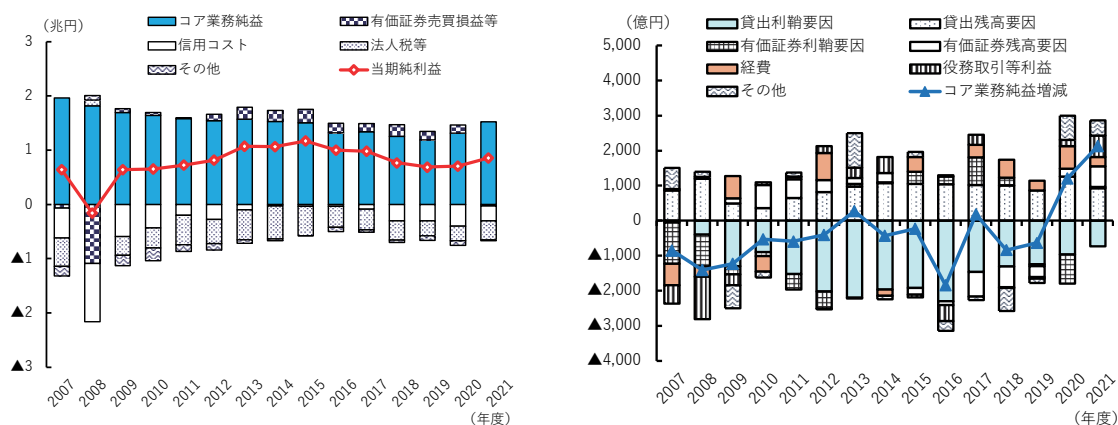 （兆円）
コア業務純益
有価証券売買損益等
信用コスト
法人税等
その他
当期純利益
3
2
1
0
▲1
▲2
▲3
2007 2008 2009 2010 2011 2012 2013 2014 2015 2016 2017 2018 2019 2020 2021
（年度）
（億円）
貸出利鞘要因
貸出残高要因
有価証券利鞘要因
有価証券残高要因
経費
役務取引等利益
その他
コア業務純益増減
5,000
4,000
3,000
2,000
1,000
0
▲1,000
▲2,000
▲3,000
▲4,000
2007 2008 2009 2010 2011 2012 2013 2014 2015 2016 2017 2018 2019 2020 2021
（年度）